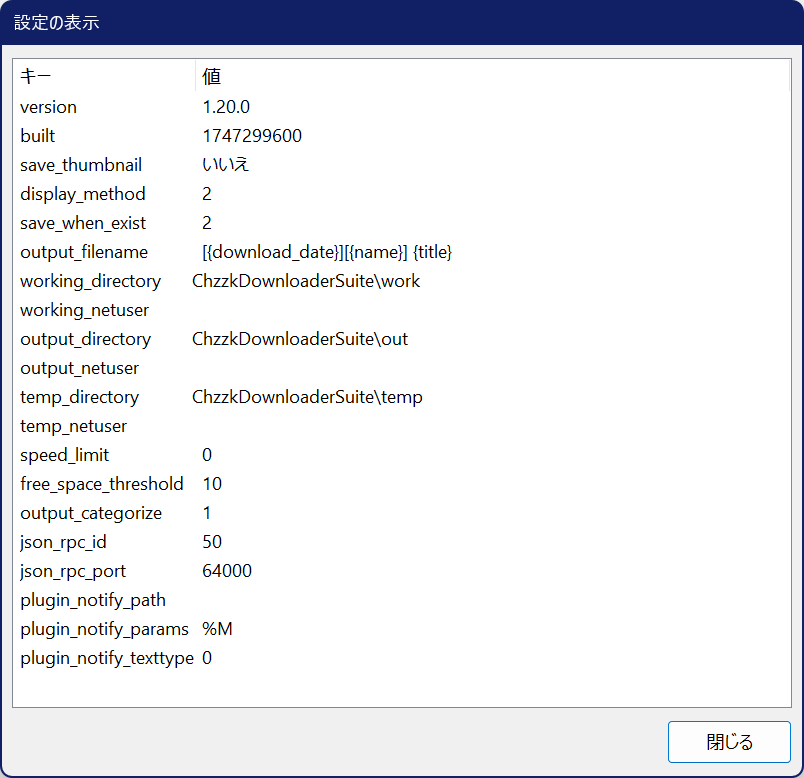 設定の表示
キー 値
version 1.20.0
built 1747299600
save_thumbnail いいえ
display_method 2
save_when_exist 2
output_filename [{download_date}][{name}] {title}
working_directory ChzzkDownloaderSuite\work
working_netuser
output_directory ChzzkDownloaderSuite\out
output_netuser
temp_directory ChzzkDownloaderSuite\temp
temp_netuser
speed_limit 0
free_space_threshold 10
output_categorize 1
json_rpc_id 50
json_rpc_port 64000
plugin_notify_path
plugin_notify_params %M
plugin_notify_texttype 0
閉じる